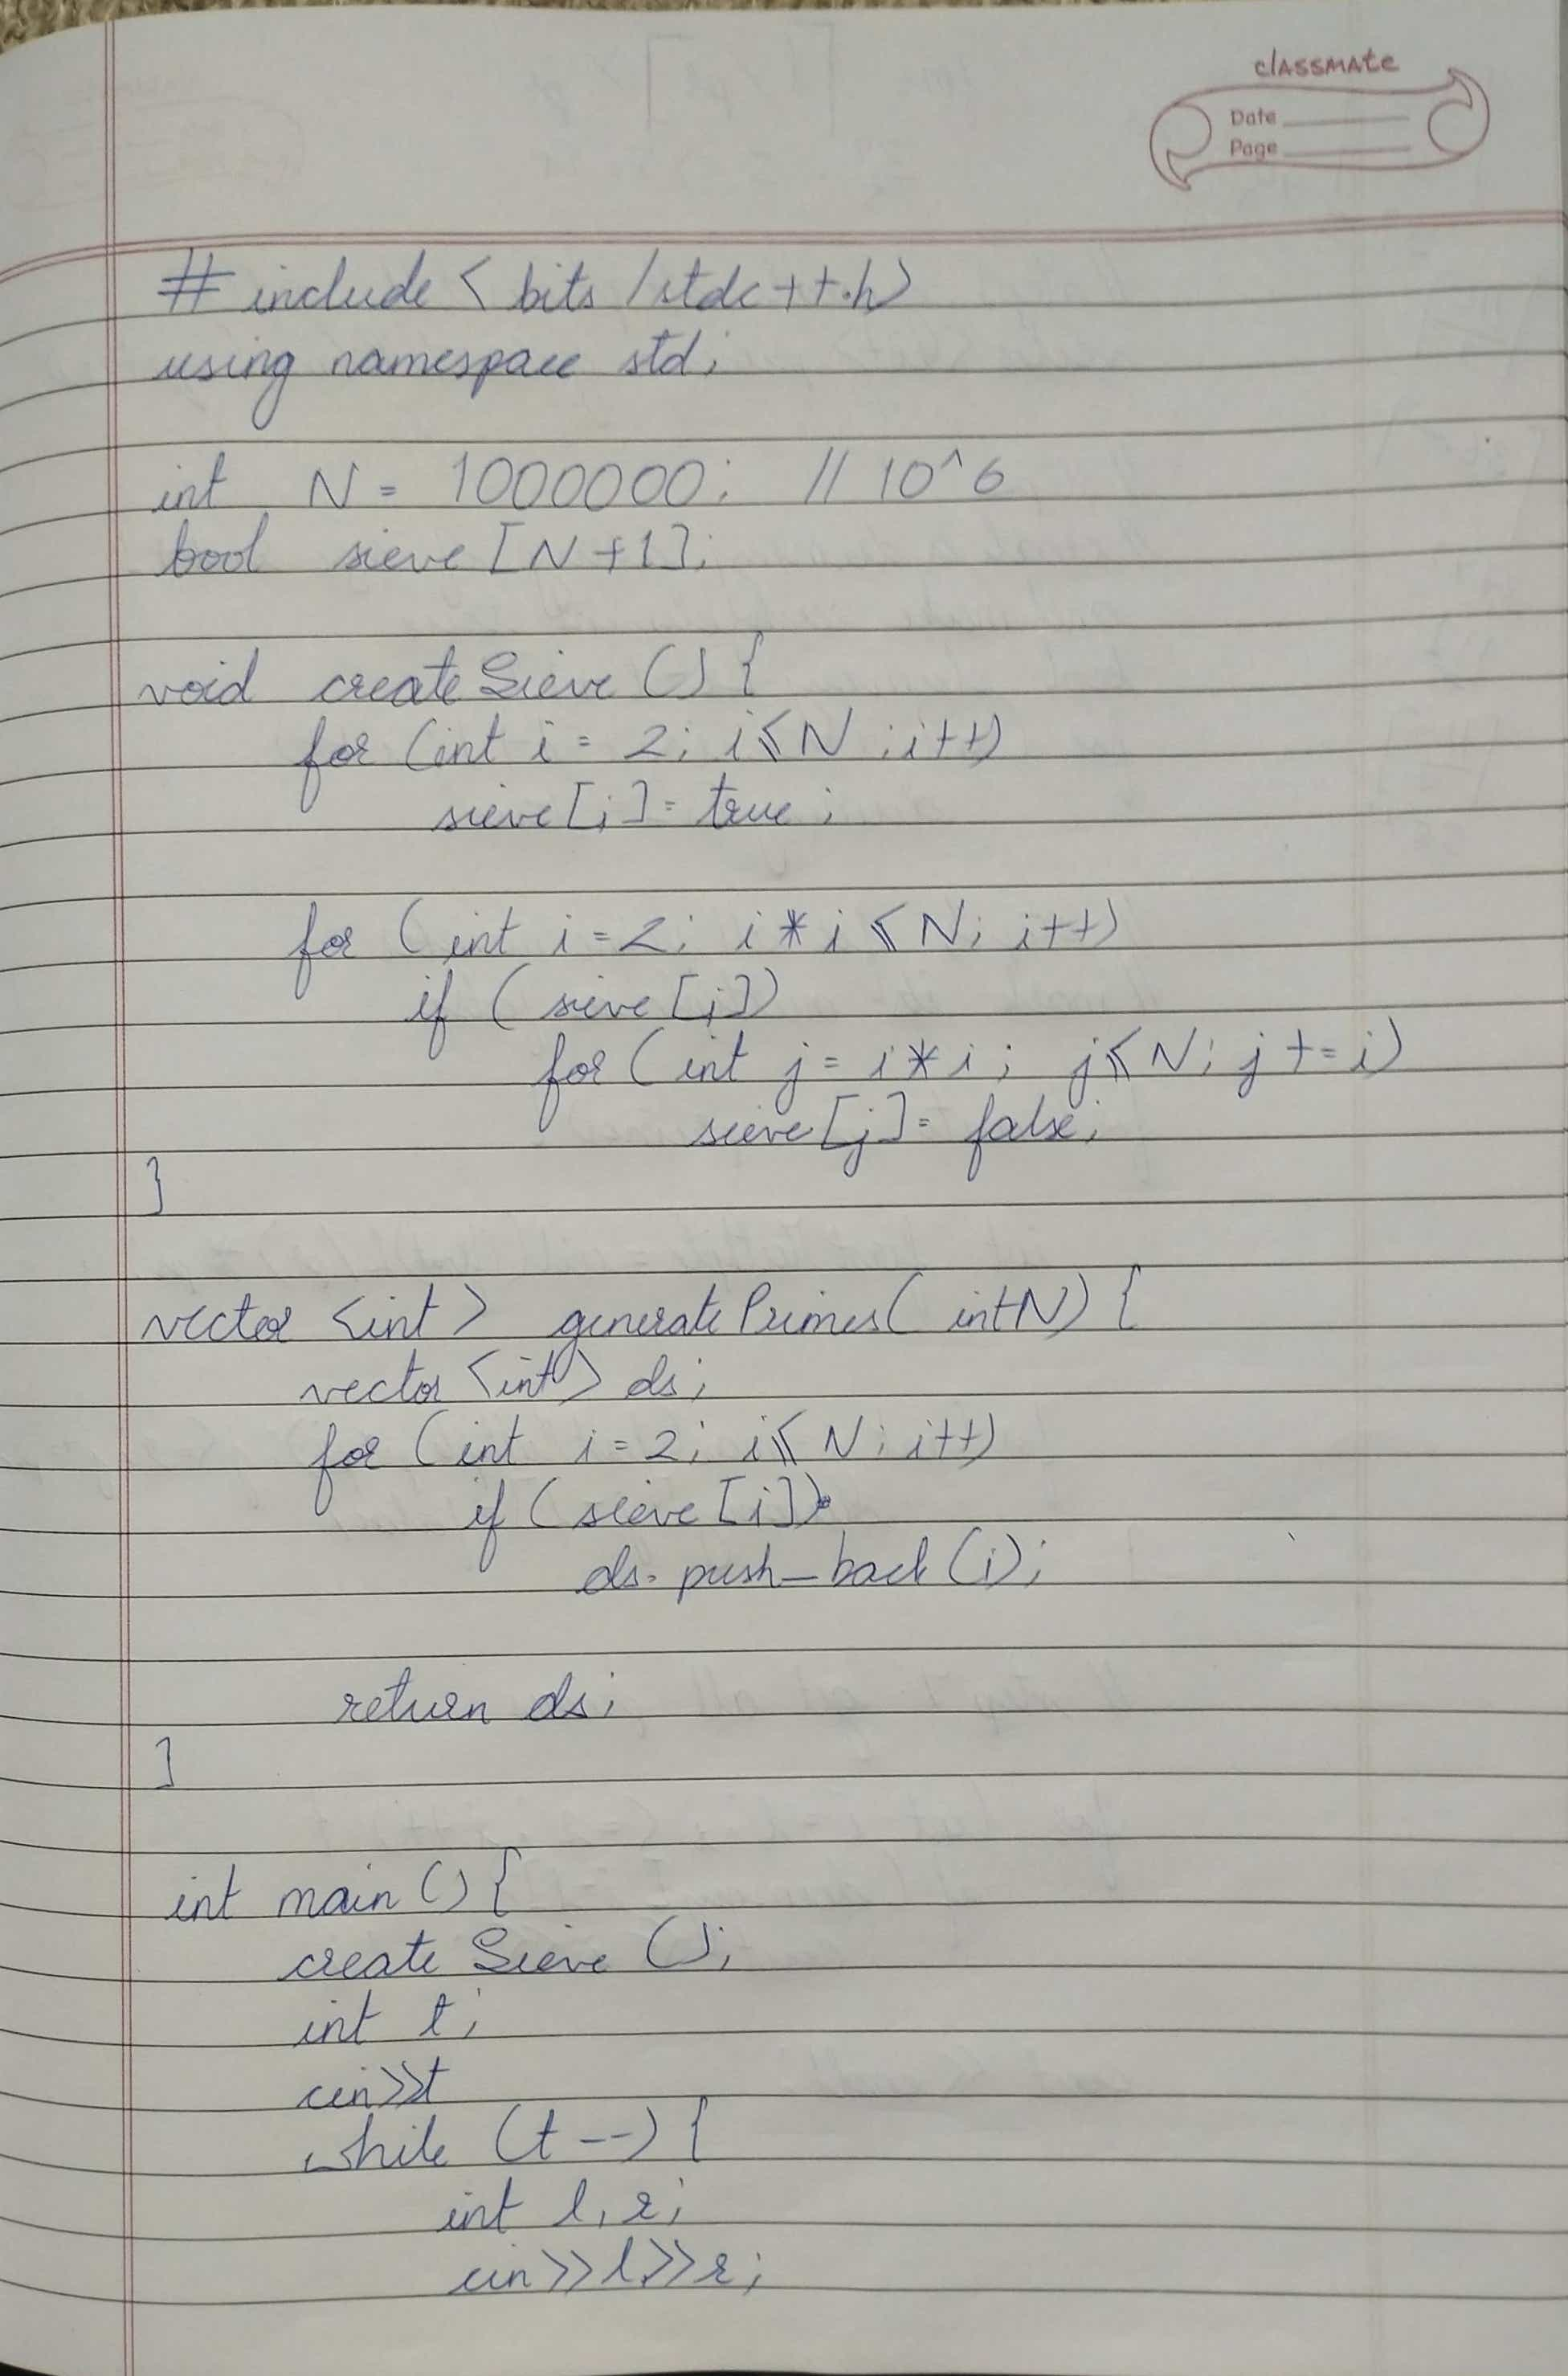 classmate
Date
Page
# include < bits /stdc ++.h>
using namespace std;
int N = 1000000; // 10^6
bool sieve [N+1];
void createSieve () {
for (int i = 2; i ≤ N ; i++)
sieve [i] = true ;
for ( int i = 2; i * i ≤ N; i++)
if ( sieve [i])
for ( int j = i * i ; j ≤ N; j += i)
sieve [j] = false;
}
vector <int> generatePrimes( int N) {
vector <int> ds;
for (int i = 2; i ≤ N; i++)
if ( sieve [i])
ds. push_back (i);
return ds;
}
int main () {
create Sieve ();
int t;
cin>>t
while (t--) {
int l, r;
cin>>l>>r;